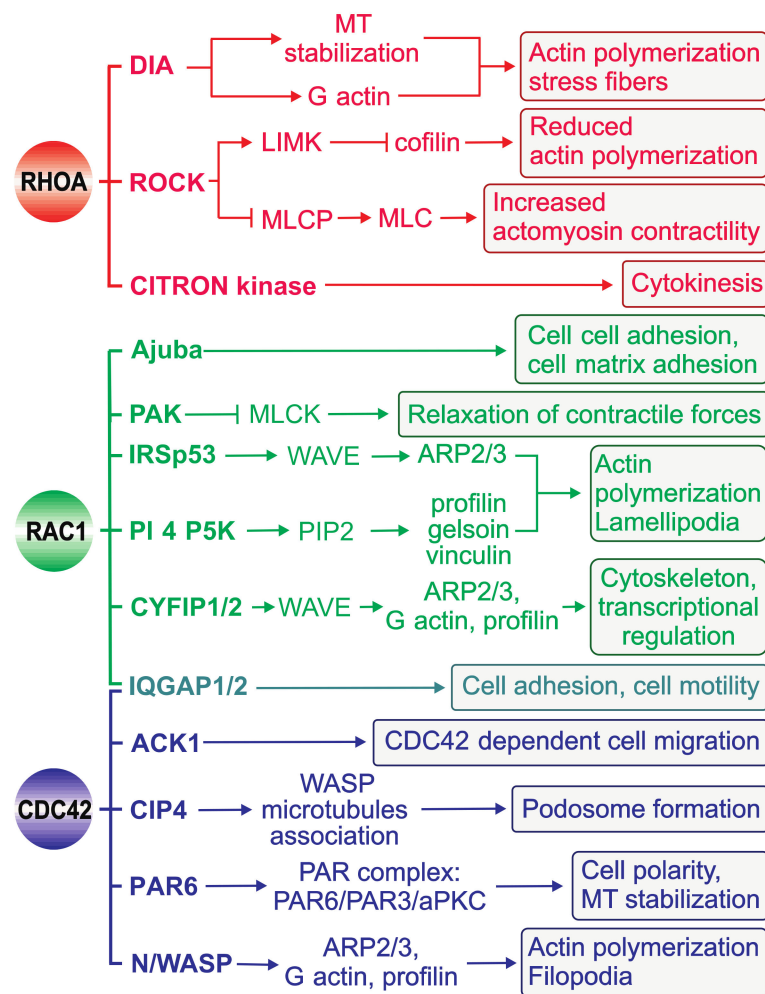 MT
stabilization
DIA
G actin
Actin polymerization
stress fibers
RHOA
ROCK
LIMK
cofilin
Reduced
actin polymerization
MLCP
MLC
Increased
actomyosin contractility
CITRON kinase
Cytokinesis
Ajuba
Cell cell adhesion,
cell matrix adhesion
PAK
MLCK
Relaxation of contractile forces
IRSp53
WAVE
ARP2/3
Actin
polymerization
Lamellipodia
RAC1
PI 4 P5K
PIP2
profilin
gelsoin
vinculin
CYFIP1/2
WAVE
ARP2/3,
G actin, profilin
Cytoskeleton,
transcriptional
regulation
IQGAP1/2
Cell adhesion, cell motility
ACK1
CDC42 dependent cell migration
CDC42
CIP4
WASP
microtubules
association
Podosome formation
PAR6
PAR complex:
PAR6/PAR3/aPKC
Cell polarity,
MT stabilization
N/WASP
ARP2/3,
G actin, profilin
Actin polymerization
Filopodia